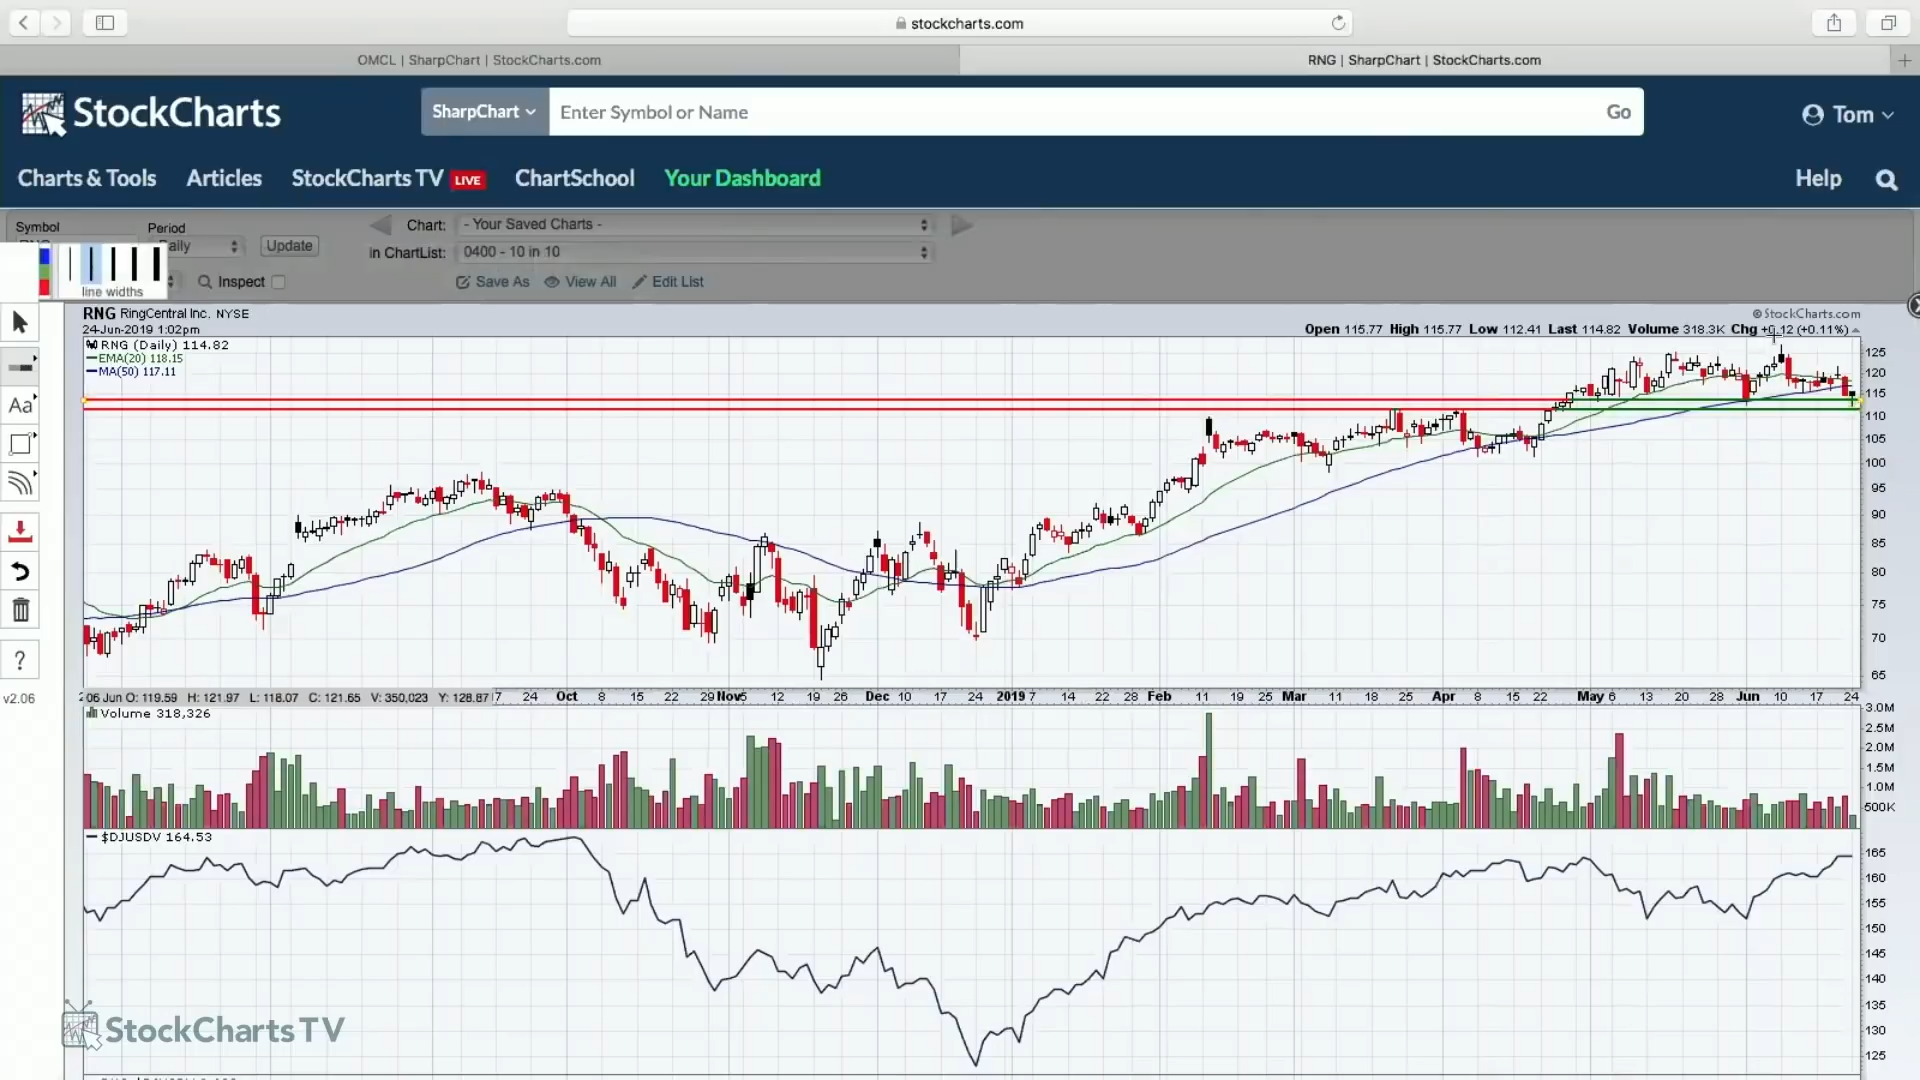 stockcharts.com
OMCL | SharpChart | StockCharts.com
RNG | SharpChart | StockCharts.com
StockCharts
SharpChart
Enter Symbol or Name
Go
Tom
Charts & Tools
Articles
StockCharts TV LIVE
ChartSchool
Your Dashboard
Help
Symbol
Period
Chart:
- Your Saved Charts -
Update
in ChartList:
0400 - 10 in 10
line widths
Inspect
Save As
View All
Edit List
RNG RingCentral Inc. NYSE
© StockCharts.com
24-Jun-2019 1:02pm
Open 115.77 High 115.77 Low 112.41 Last 114.82 Volume 318.3K Chg +0.12 (+0.11%)
RNG (Daily) 114.82
EMA(20) 118.15
MA(50) 117.11
Aa
?
v2.06
125
120
115
110
105
100
95
90
85
80
75
70
65
06 Jun O: 119.59 H: 121.97 L: 118.07 C: 121.65 V: 350,023 Y: 128.87
24 Oct 8 15 22 29 Nov 5 12 19 26 Dec 10 17 24 2019 7 14 22 28 Feb 11 19 25 Mar 11 18 25 Apr 8 15 22 May 6 13 20 28 Jun 10 17 24
Volume 318,326
3.0M
2.5M
2.0M
1.5M
1.0M
500K
$DJUSDV 164.53
165
160
155
150
145
140
135
130
125
StockCharts TV